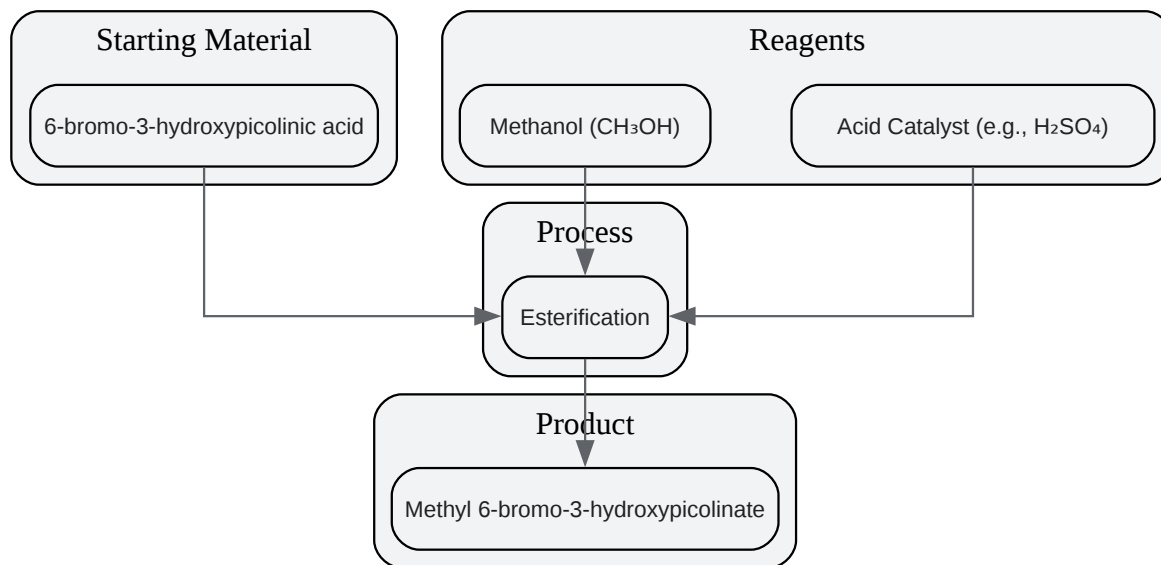 Starting Material
Reagents
6-bromo-3-hydroxypicolinic acid
Methanol (CH₃OH)
Acid Catalyst (e.g., H₂SO₄)
Process
Esterification
Product
Methyl 6-bromo-3-hydroxypicolinate